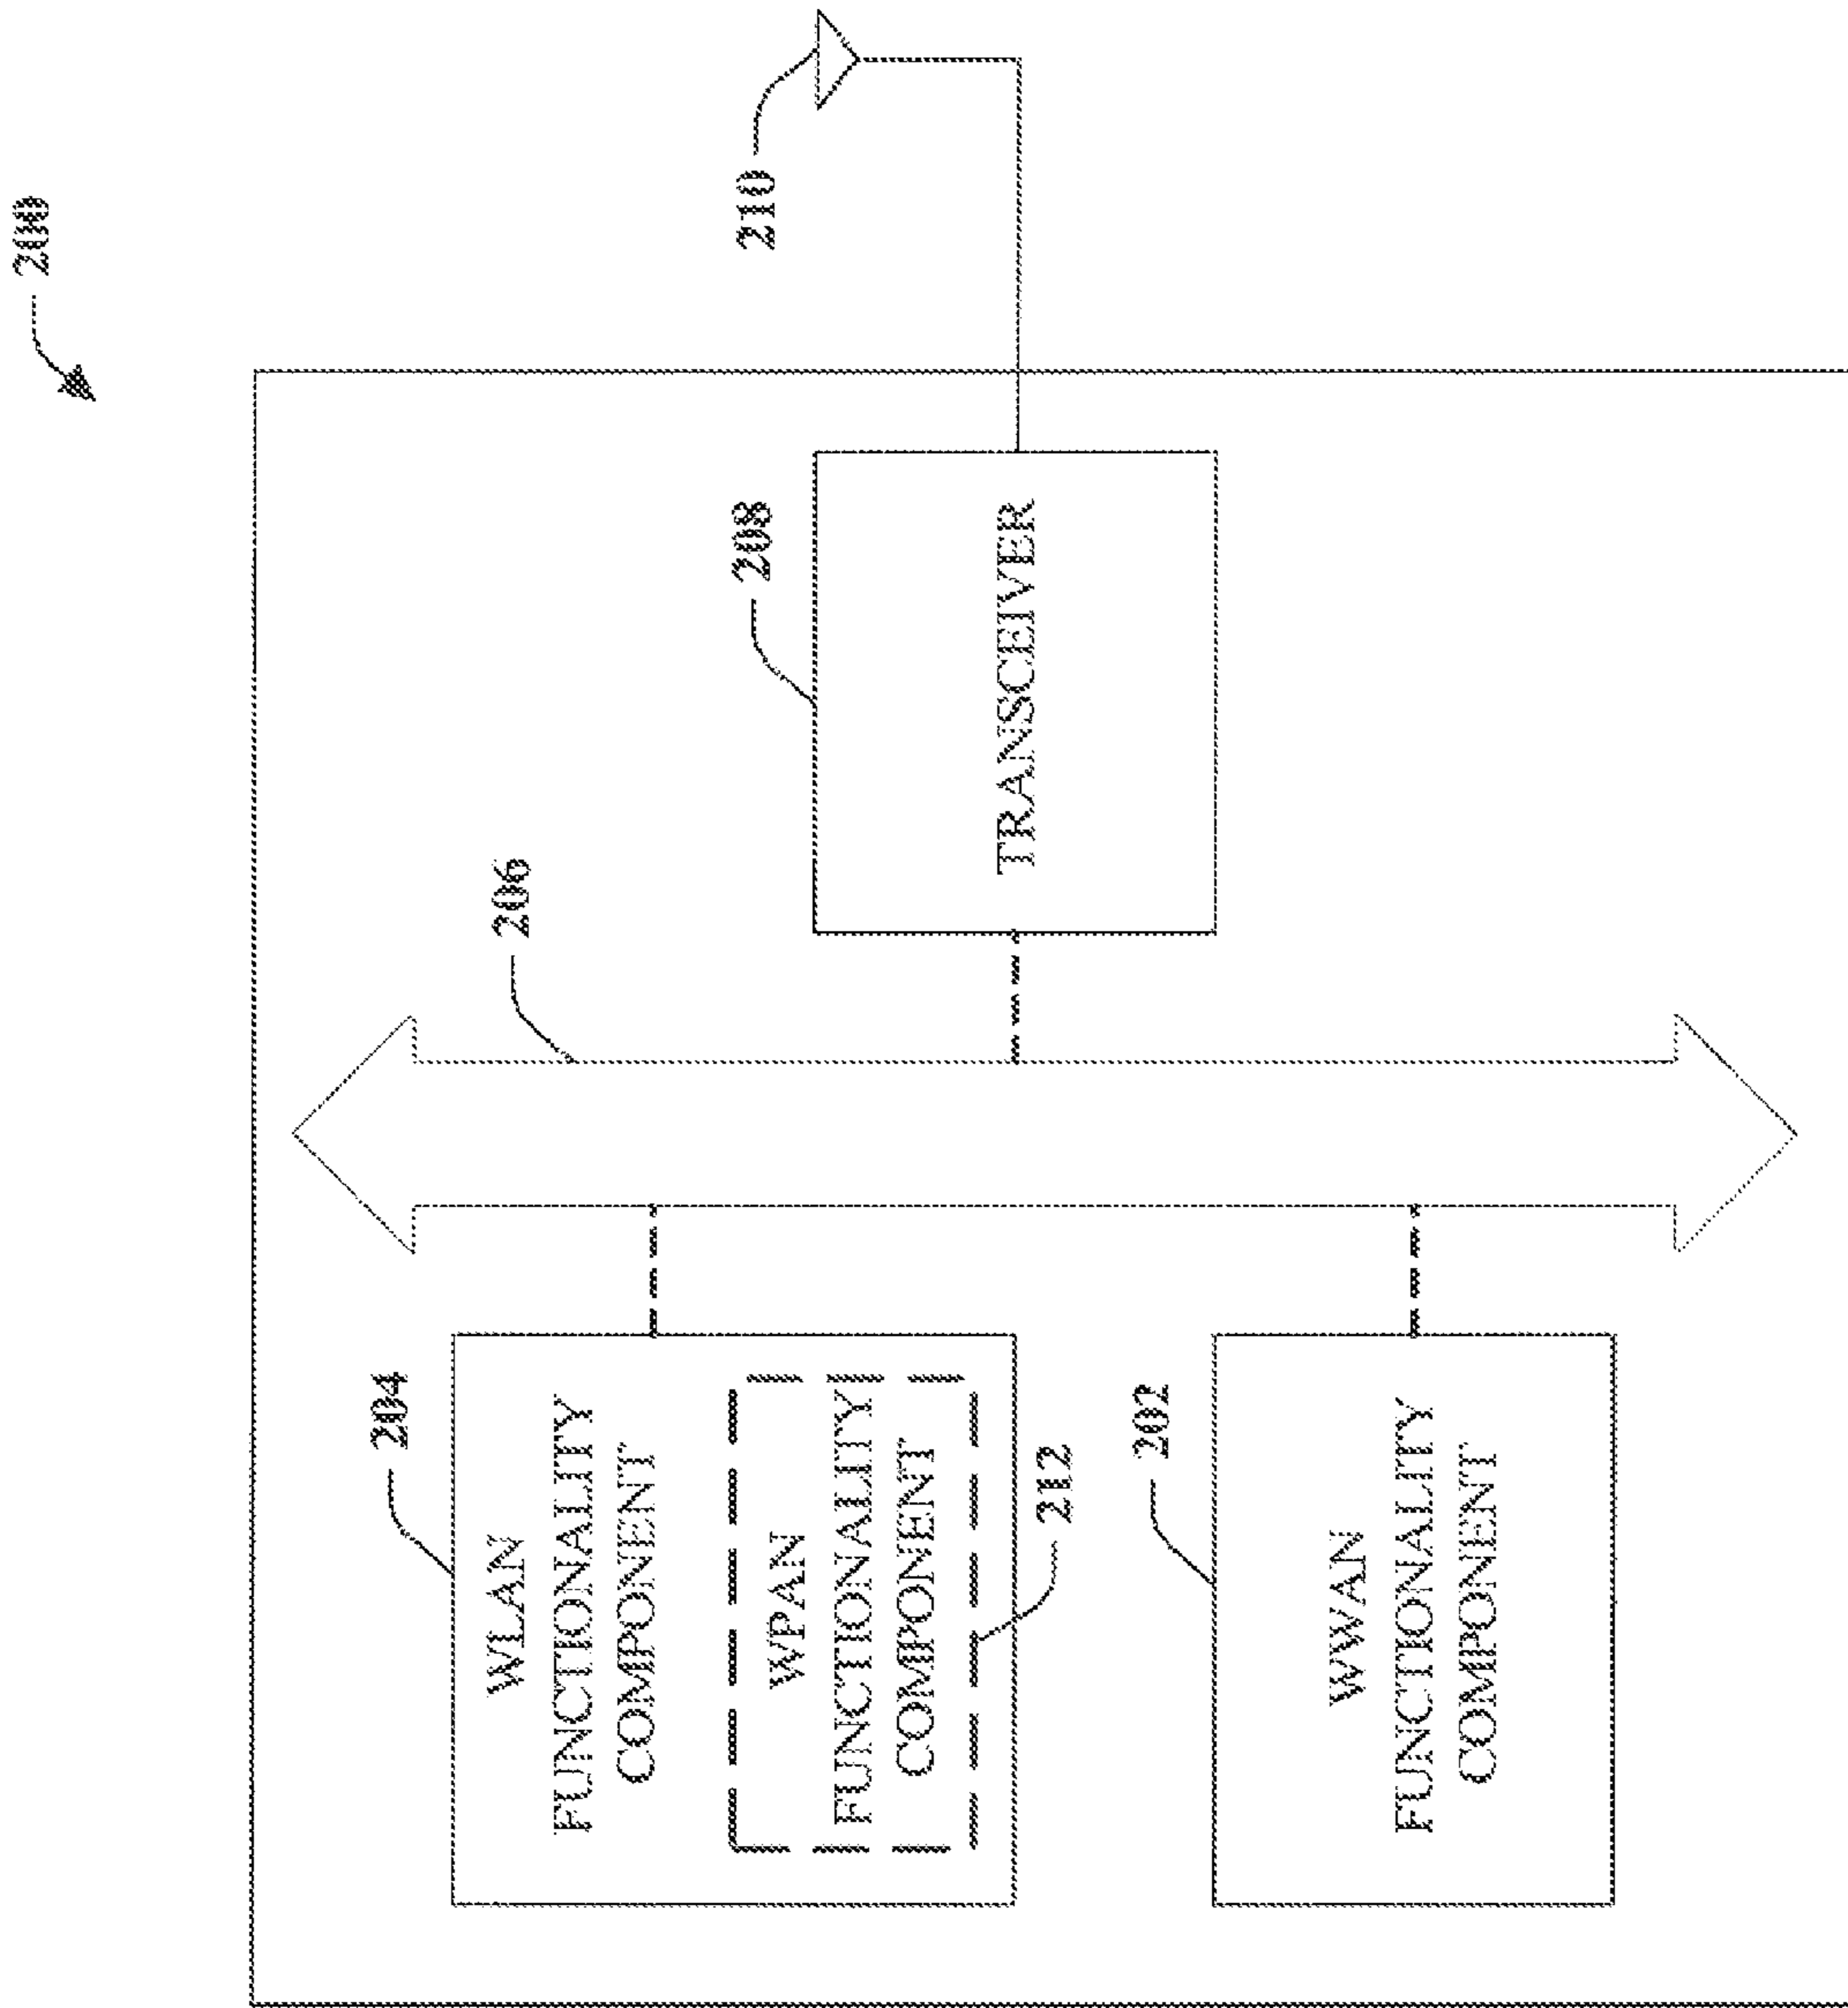 200
204
WLAN
FUNCTIONALITY
COMPONENT
WPAN
FUNCTIONALITY
COMPONENT
212
206
208
TRANSCEIVER
210
202
WWAN
FUNCTIONALITY
COMPONENT